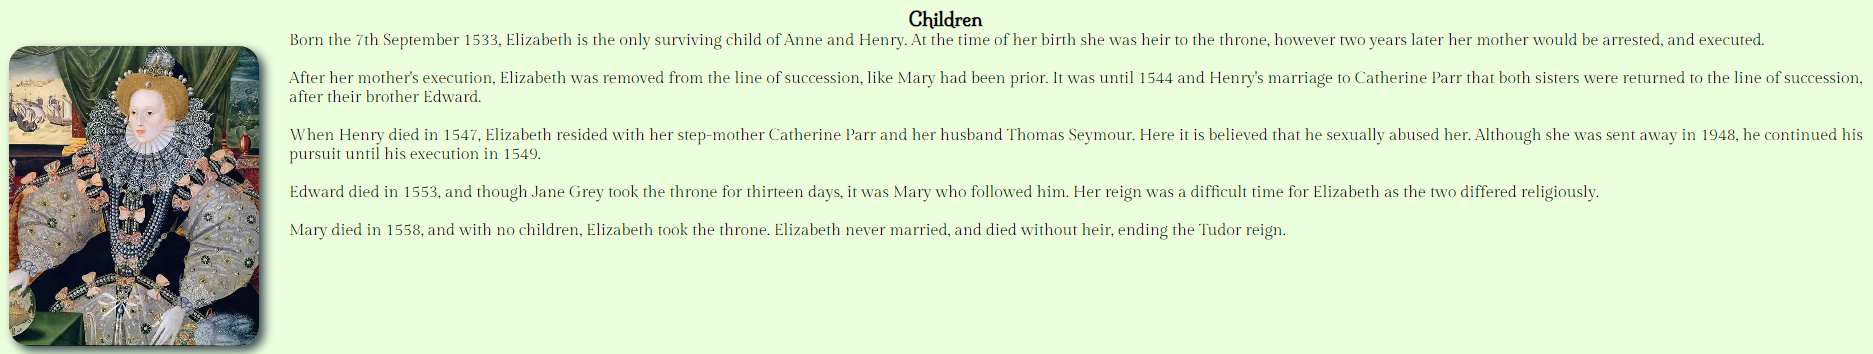 Children
Born the 7th September 1533, Elizabeth is the only surviving child of Anne and Henry. At the time of her birth she was heir to the throne, however two years later her mother would be arrested, and executed.
After her mother's execution, Elizabeth was removed from the line of succession, like Mary had been prior. It was until 1544 and Henry's marriage to Catherine Parr that both sisters were returned to the line of succession,
after their brother Edward.
When Henry died in 1547, Elizabeth resided with her step-mother Catherine Parr and her husband Thomas Seymour. Here it is believed that he sexually abused her. Although she was sent away in 1948, he continued his
pursuit until his execution in 1549.
Edward died in 1553, and though Jane Grey took the throne for thirteen days, it was Mary who followed him. Her reign was a difficult time for Elizabeth as the two differed religiously.
Mary died in 1558, and with no children, Elizabeth took the throne. Elizabeth never married, and died without heir, ending the Tudor reign.